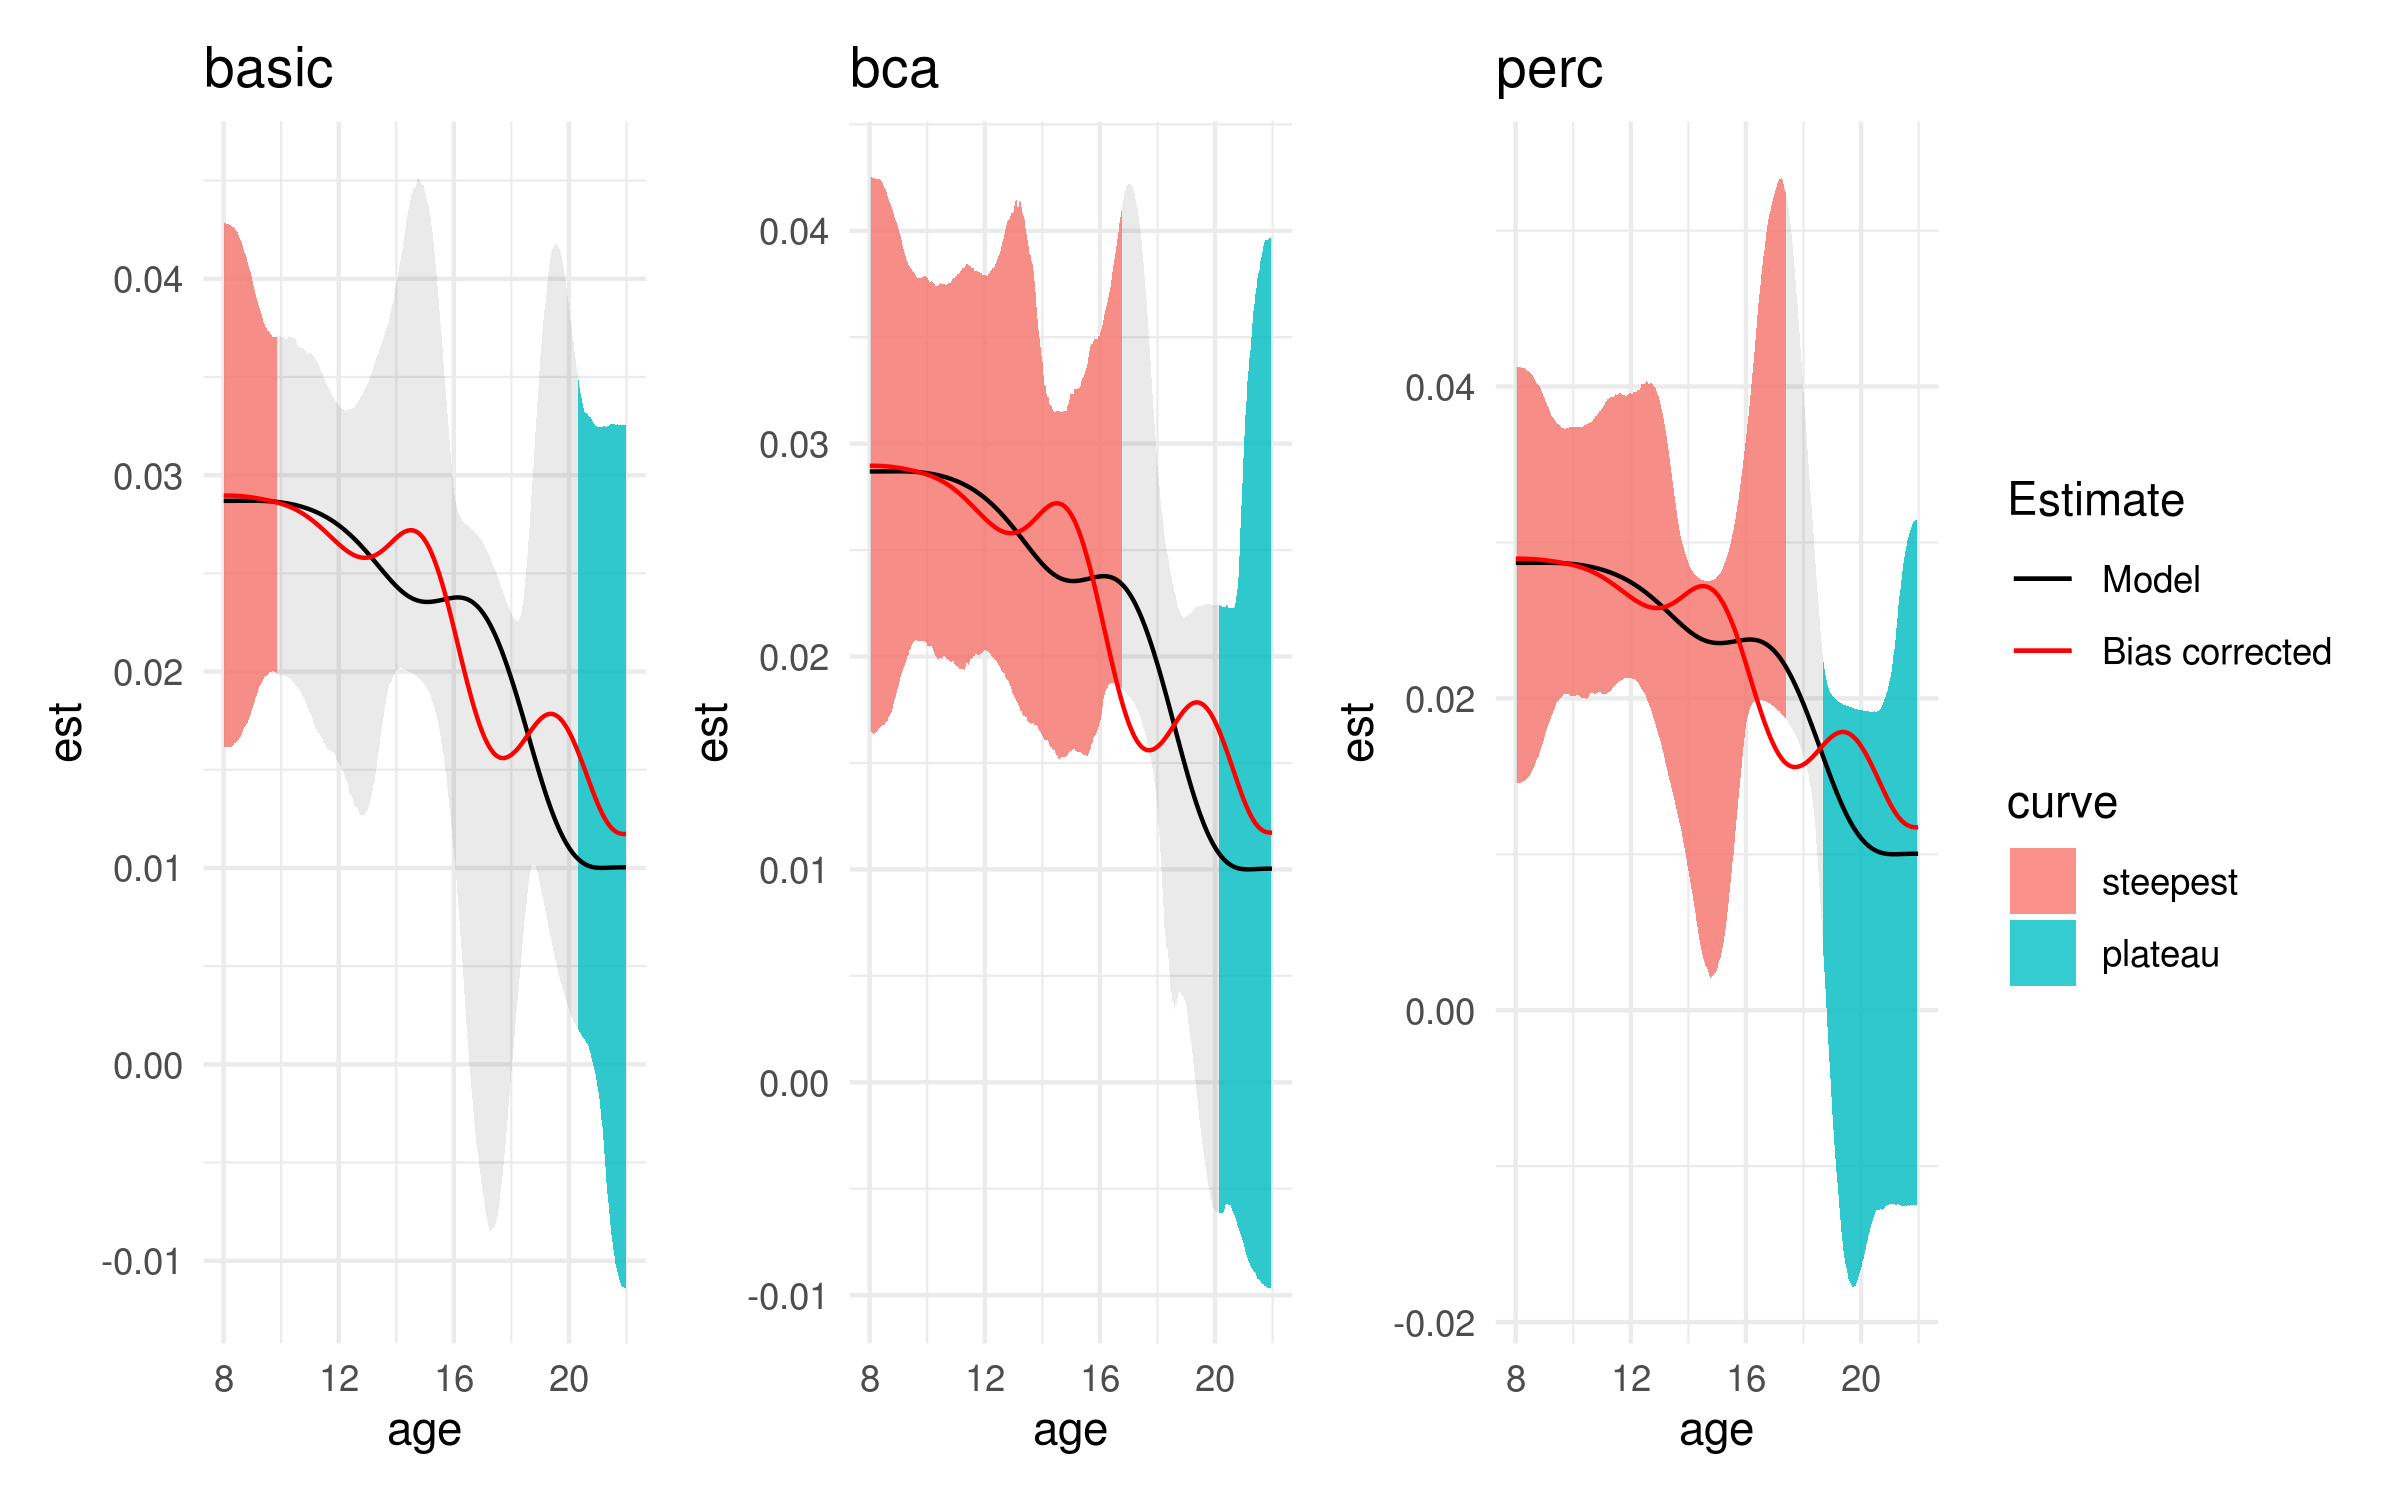 basic
bca
perc
0.04
0.03
0.02
0.01
0.00
-0.01
est
8 12 16 20
age
0.04
0.03
0.02
0.01
0.00
-0.01
est
8 12 16 20
age
0.04
0.02
0.00
-0.02
est
8 12 16 20
age
Estimate
Model
Bias corrected
curve
steepest
plateau